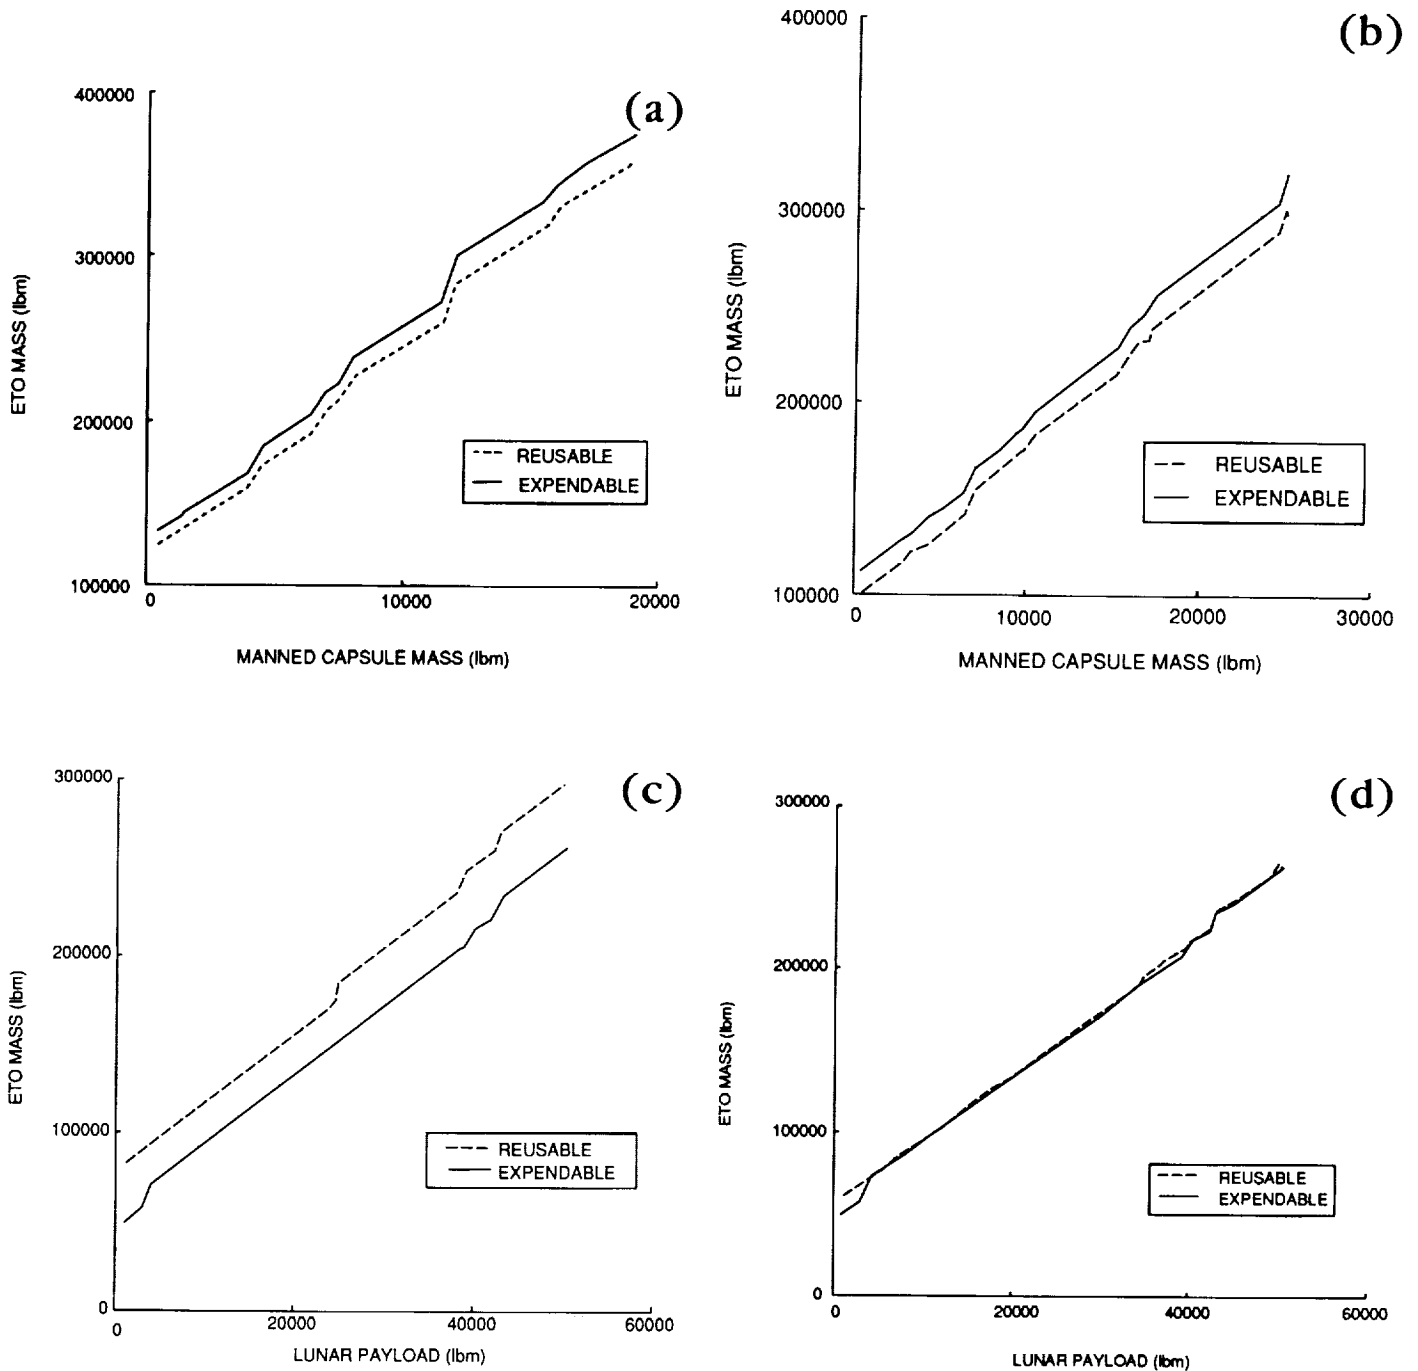 (a)
400000
300000
200000
100000
ETO MASS (lbm)
REUSABLE
EXPENDABLE
0
10000
20000
MANNED CAPSULE MASS (lbm)
(b)
400000
300000
200000
100000
ETO MASS (lbm)
REUSABLE
EXPENDABLE
0
10000
20000
30000
MANNED CAPSULE MASS (lbm)
(c)
300000
200000
100000
0
ETO MASS (lbm)
REUSABLE
EXPENDABLE
0
20000
40000
60000
LUNAR PAYLOAD (lbm)
(d)
300000
200000
100000
0
ETO MASS (lbm)
REUSABLE
EXPENDABLE
0
20000
40000
60000
LUNAR PAYLOAD (lbm)